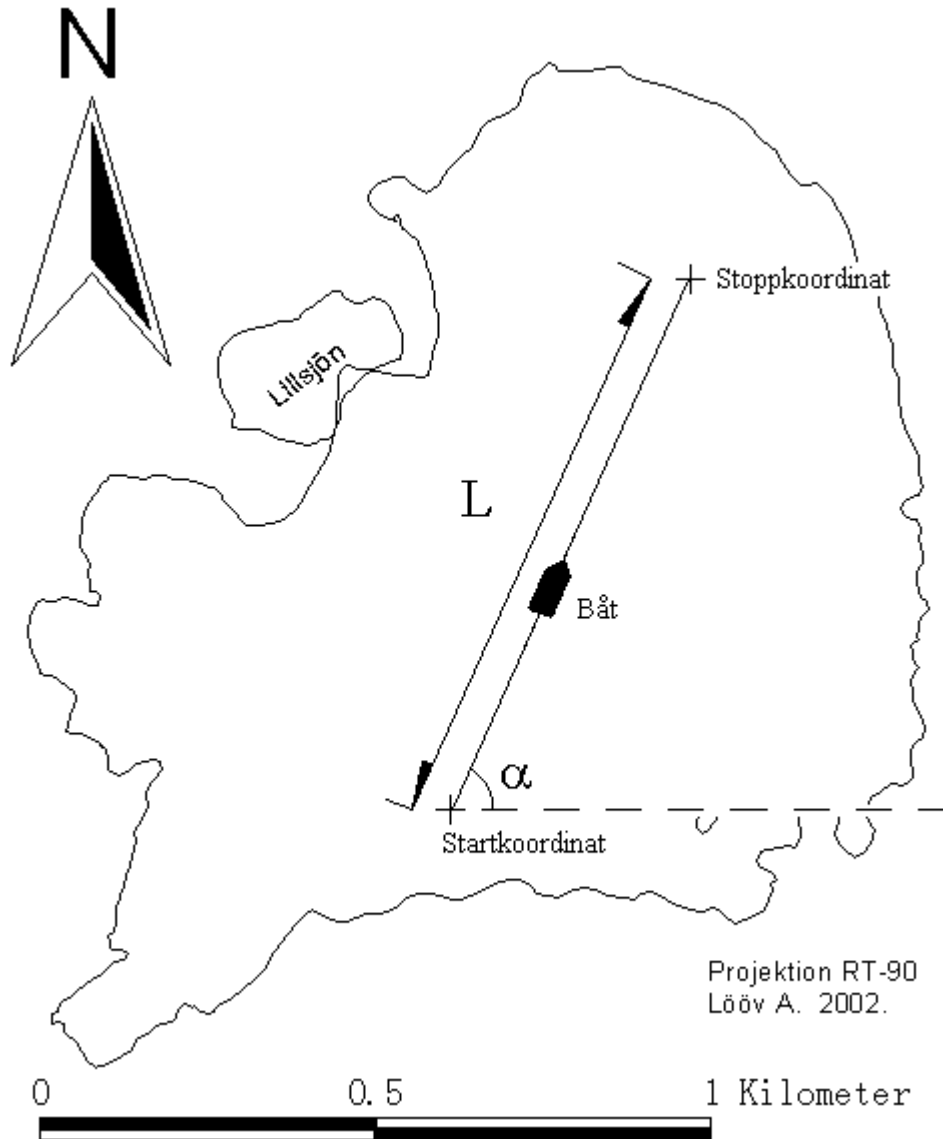 N
Stoppkoordinat
Lillsjön
L
Båt
α
Startkoordinat
Projektion RT-90
Lööv A. 2002.
0 0.5 1 Kilometer